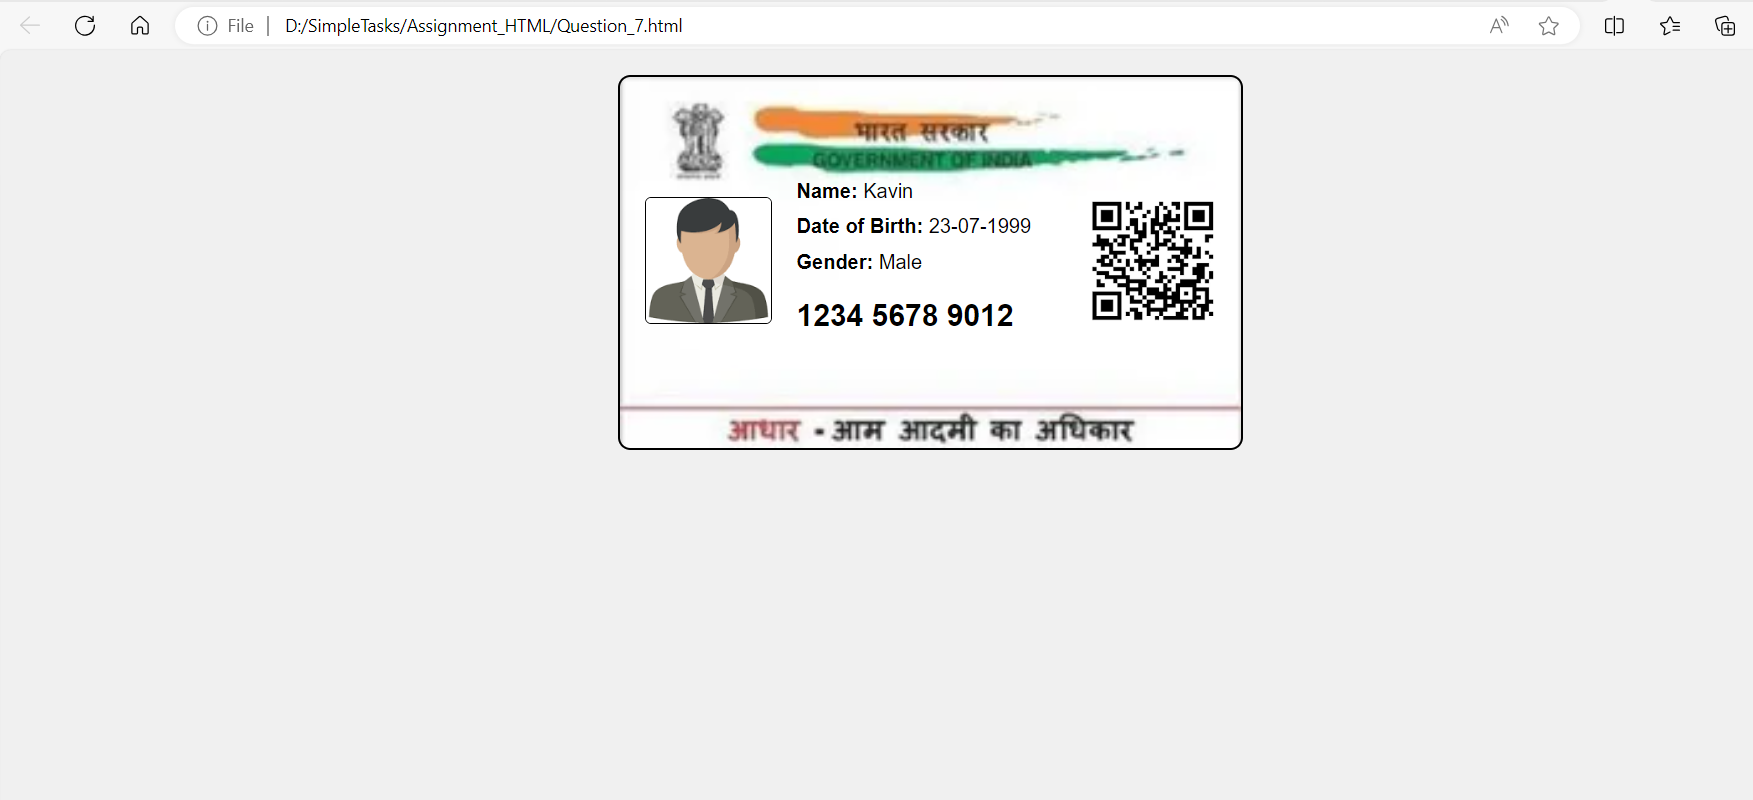 File | D:/SimpleTasks/Assignment_HTML/Question_7.html
भारत सरकार
GOVERNMENT OF INDIA
Name: Kavin
Date of Birth: 23-07-1999
Gender: Male
1234 5678 9012
आधार - आम आदमी का अधिकार